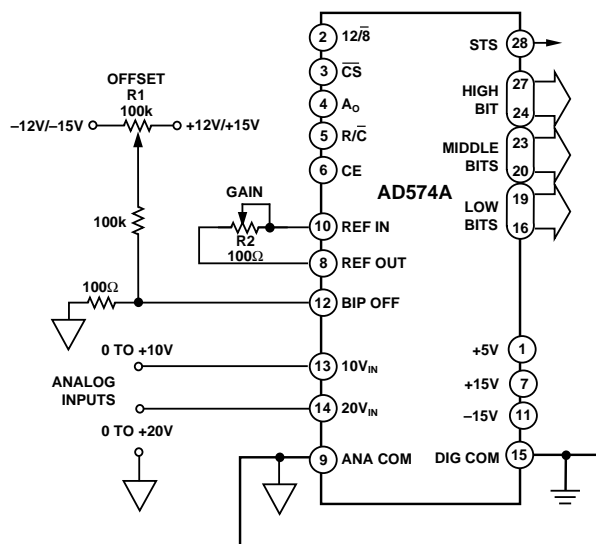 2 12/8̅
3 C̅S̅
4 AO
5 R/C̅
6 CE
10 REF IN
8 REF OUT
12 BIP OFF
13 10VIN
14 20VIN
9 ANA COM
AD574A
STS 28
HIGH BIT 27 24
MIDDLE BITS 23 20
LOW BITS 19 16
+5V 1
+15V 7
–15V 11
DIG COM 15
OFFSET
R1
100k
–12V/–15V
+12V/+15V
100k
GAIN
R2
100Ω
100Ω
0 TO +10V
ANALOG
INPUTS
0 TO +20V